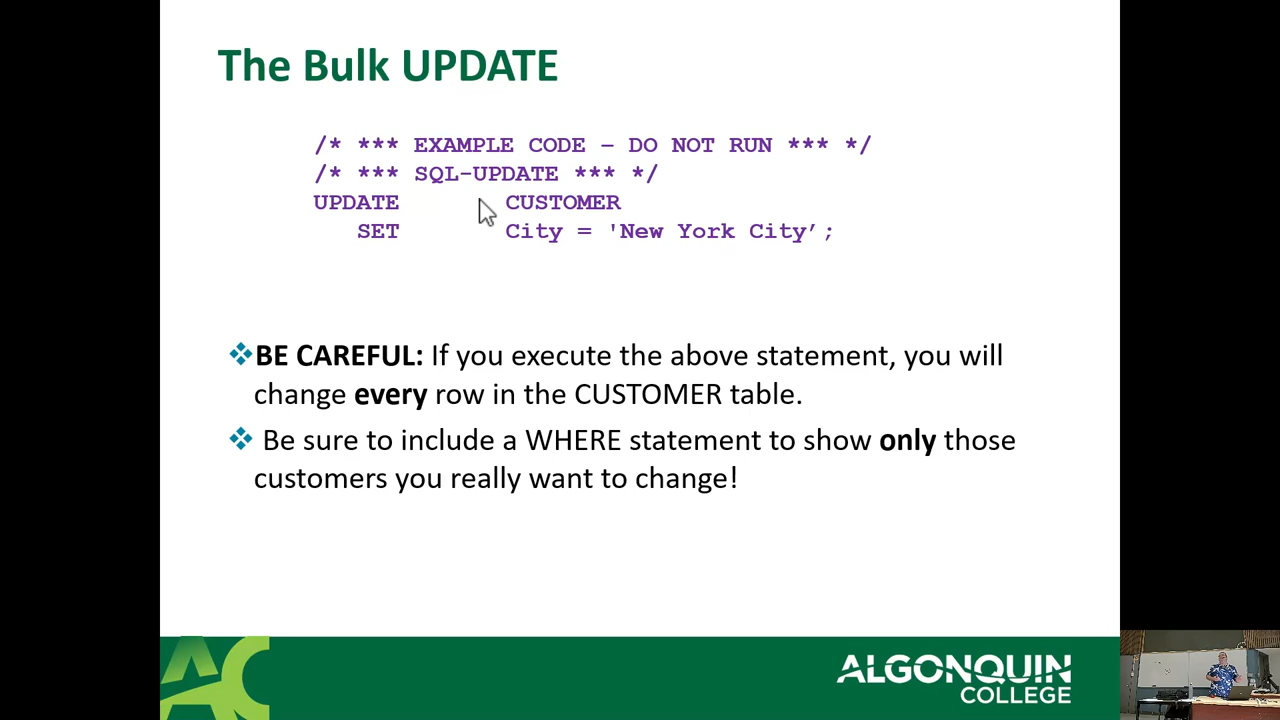 The Bulk UPDATE
/* *** EXAMPLE CODE – DO NOT RUN *** */
/* *** SQL-UPDATE *** */
UPDATE CUSTOMER
SET City = 'New York City’;
BE CAREFUL: If you execute the above statement, you will
change every row in the CUSTOMER table.
Be sure to include a WHERE statement to show only those
customers you really want to change!
AC
ALGONQUIN
COLLEGE